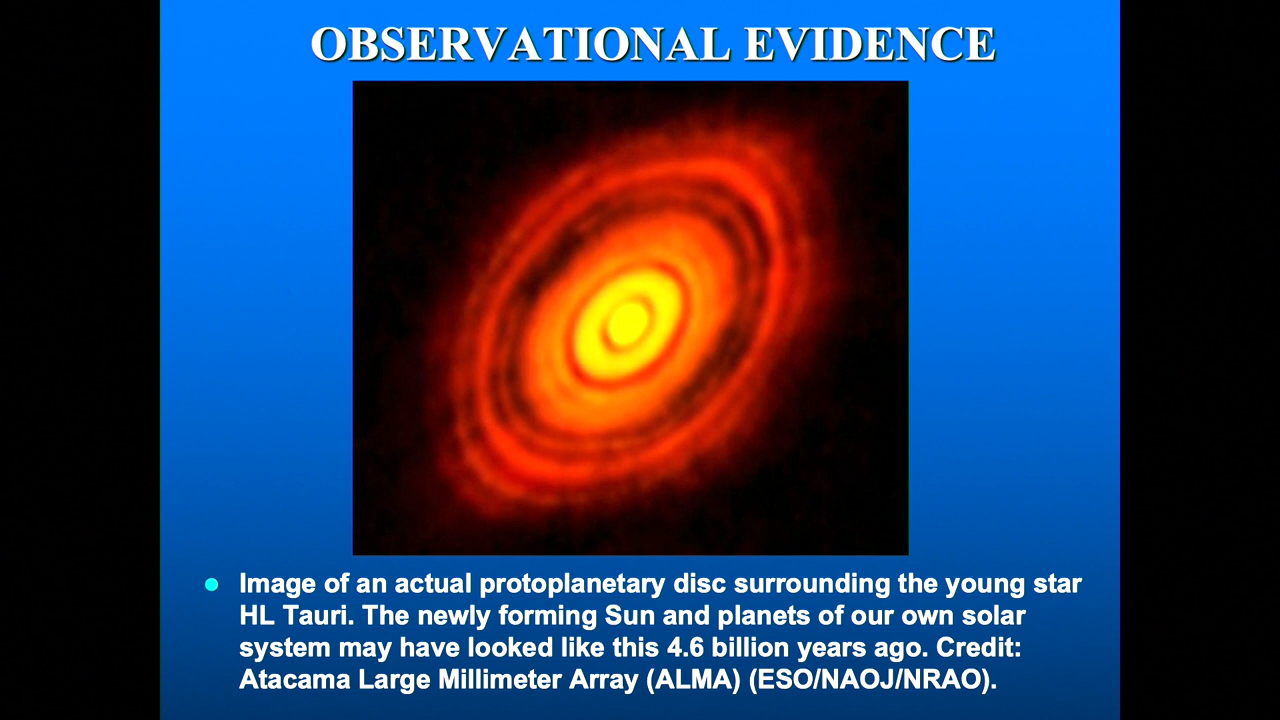 OBSERVATIONAL EVIDENCE
Image of an actual protoplanetary disc surrounding the young star
HL Tauri. The newly forming Sun and planets of our own solar
system may have looked like this 4.6 billion years ago. Credit:
Atacama Large Millimeter Array (ALMA) (ESO/NAOJ/NRAO).